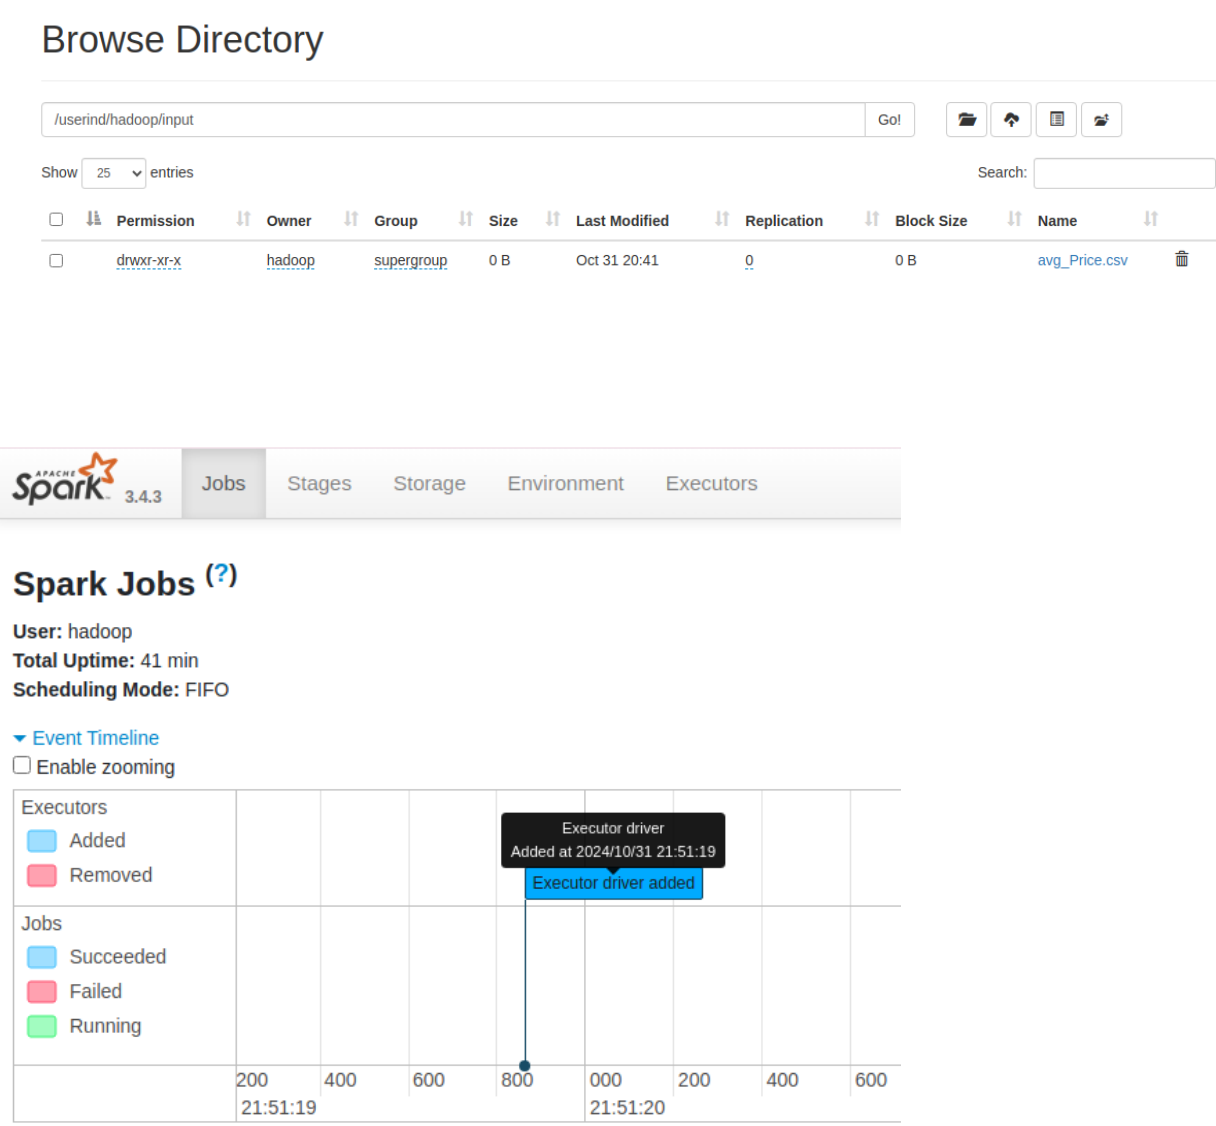 Browse Directory
/userind/hadoop/input Go!
Show 25 entries Search:
Permission Owner Group Size Last Modified Replication Block Size Name
drwxr-xr-x hadoop supergroup 0 B Oct 31 20:41 0 0 B avg_Price.csv
APACHE Spark 3.4.3 Jobs Stages Storage Environment Executors
Spark Jobs (?)
User: hadoop
Total Uptime: 41 min
Scheduling Mode: FIFO
Event Timeline
Enable zooming
Executors
Added
Removed
Executor driver
Added at 2024/10/31 21:51:19
Executor driver added
Jobs
Succeeded
Failed
Running
200 400 600 800 000 200 400 600
21:51:19 21:51:20